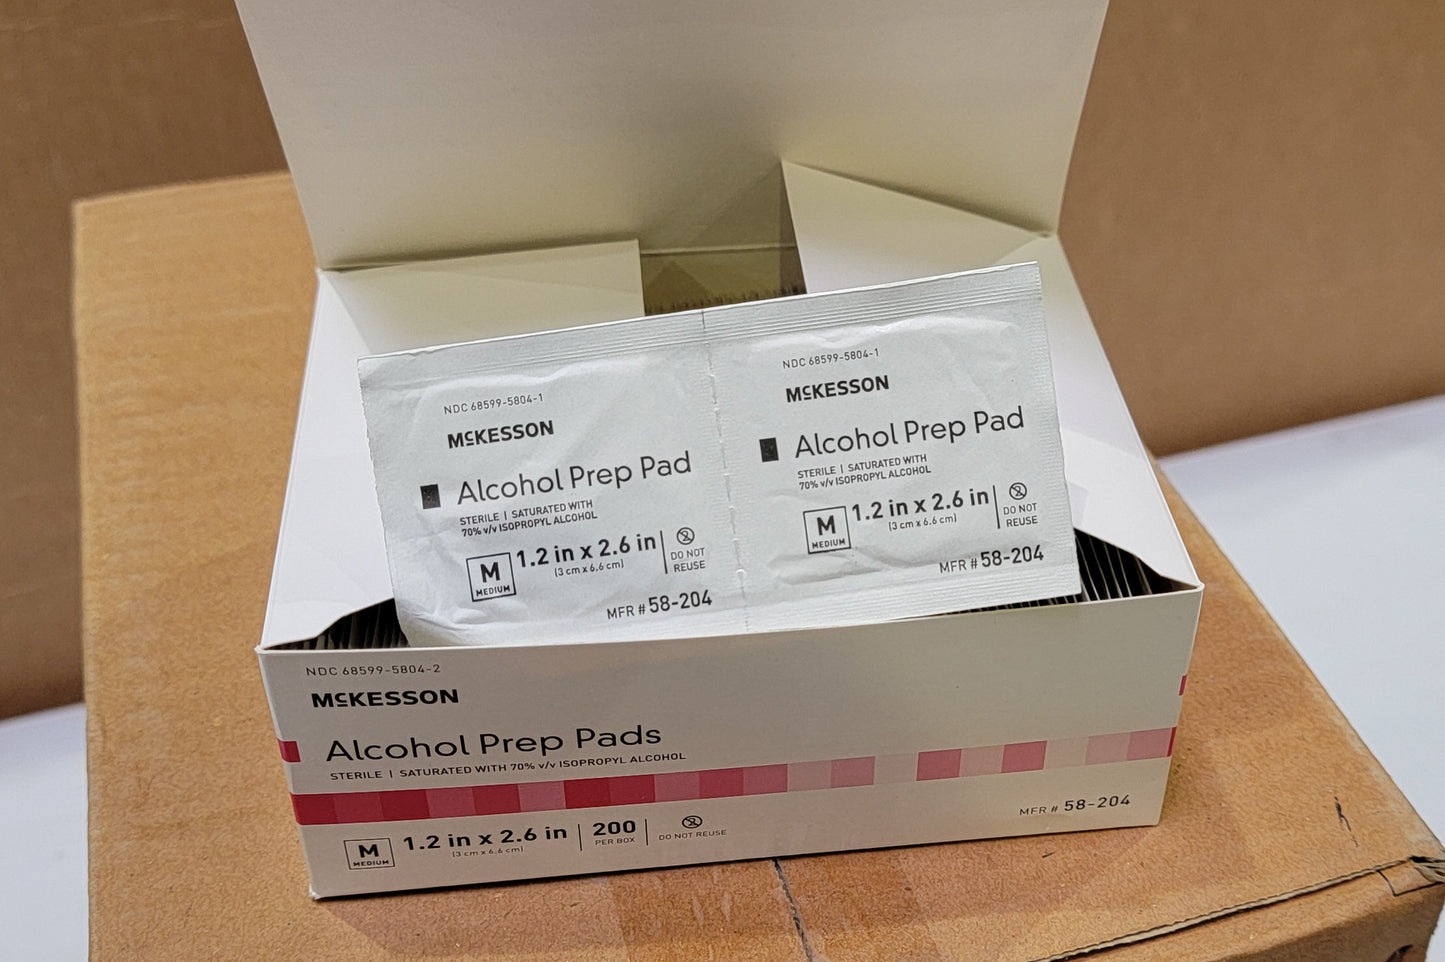 NDC 68599-5804-1
McKESSON
Alcohol Prep Pad
STERILE | SATURATED WITH
70% v/v ISOPROPYL ALCOHOL
M
MEDIUM
1.2 in x 2.6 in
(3 cm x 6.6 cm)
DO NOT
REUSE
MFR # 58-204
NDC 68599-5804-1
McKESSON
Alcohol Prep Pad
STERILE | SATURATED WITH
70% v/v ISOPROPYL ALCOHOL
M
MEDIUM
1.2 in x 2.6 in
(3 cm x 6.6 cm)
DO NOT
REUSE
MFR # 58-204
NDC 68599-5804-2
McKESSON
Alcohol Prep Pads
STERILE | SATURATED WITH 70% v/v ISOPROPYL ALCOHOL
M
MEDIUM
1.2 in x 2.6 in
(3 cm x 6.6 cm)
200
PER BOX
2
DO NOT REUSE
MFR # 58-204